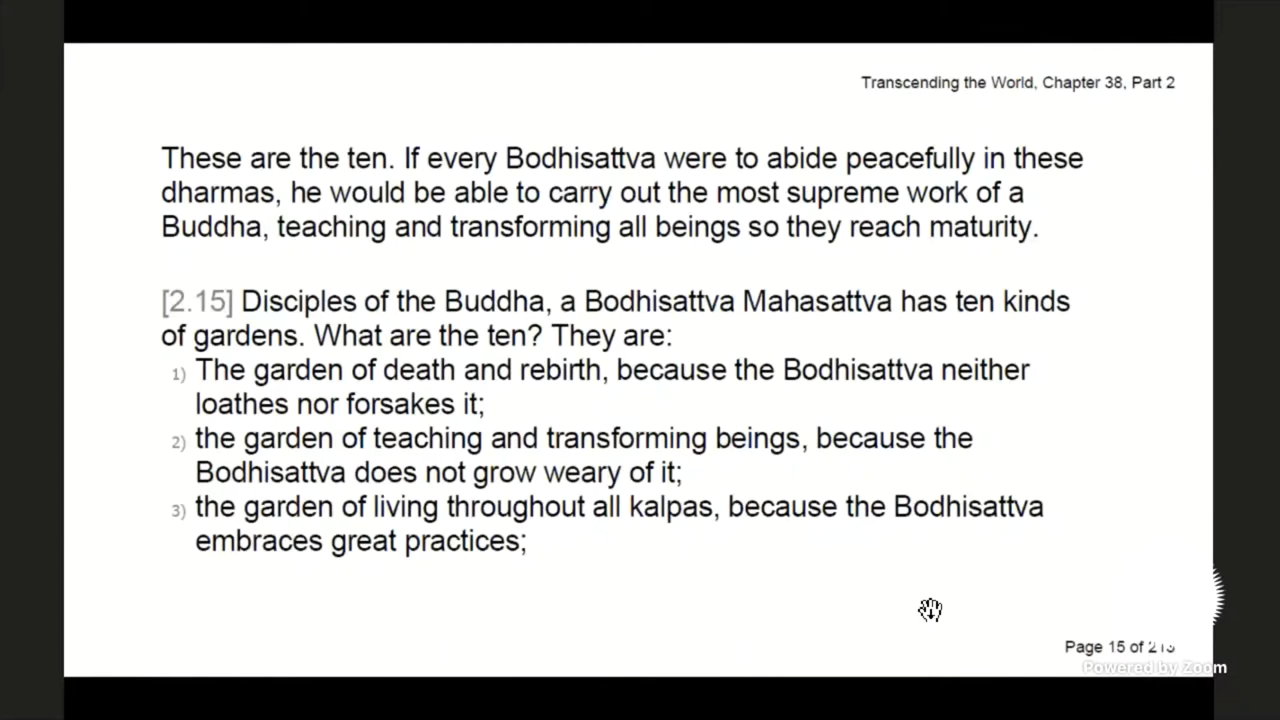 Transcending the World, Chapter 38, Part 2
These are the ten. If every Bodhisattva were to abide peacefully in these
dharmas, he would be able to carry out the most supreme work of a
Buddha, teaching and transforming all beings so they reach maturity.
[2.15] Disciples of the Buddha, a Bodhisattva Mahasattva has ten kinds
of gardens. What are the ten? They are:
1) The garden of death and rebirth, because the Bodhisattva neither
loathes nor forsakes it;
2) the garden of teaching and transforming beings, because the
Bodhisattva does not grow weary of it;
3) the garden of living throughout all kalpas, because the Bodhisattva
embraces great practices;
Page 15 of
Powered by Zoom